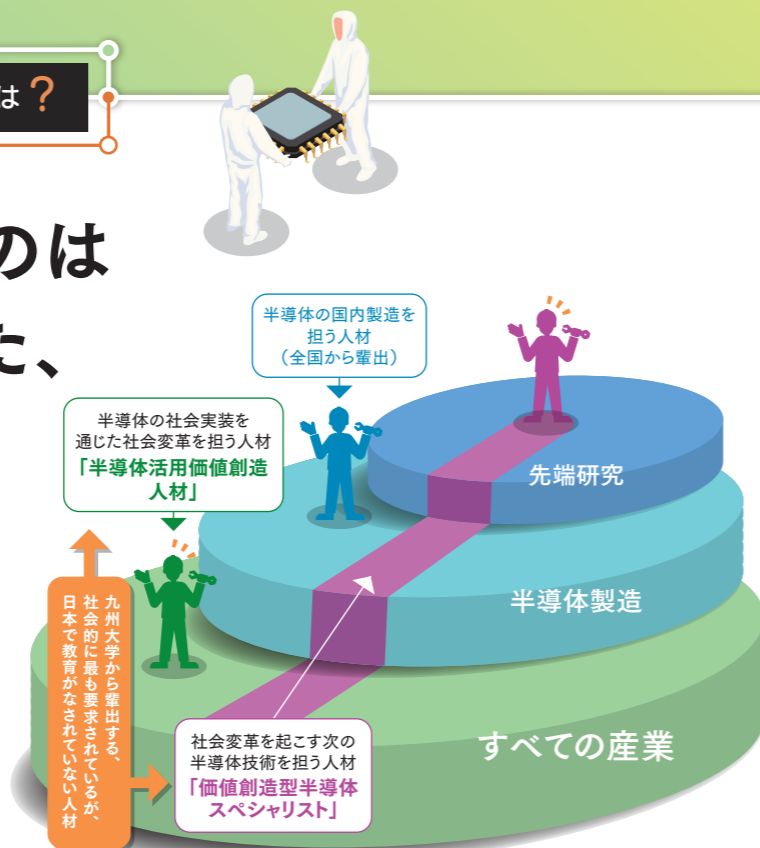 は？
のは
た、
半導体の国内製造を
担う人材
（全国から輩出）
半導体の社会実装を
通じた社会変革を担う人材
「半導体活用価値創造
人材」
先端研究
半導体製造
すべての産業
九州大学から輩出する、
社会的に最も要求されているが、
日本で教育がなされていない人材
社会変革を起こす次の
半導体技術を担う人材
「価値創造型半導体
スペシャリスト」